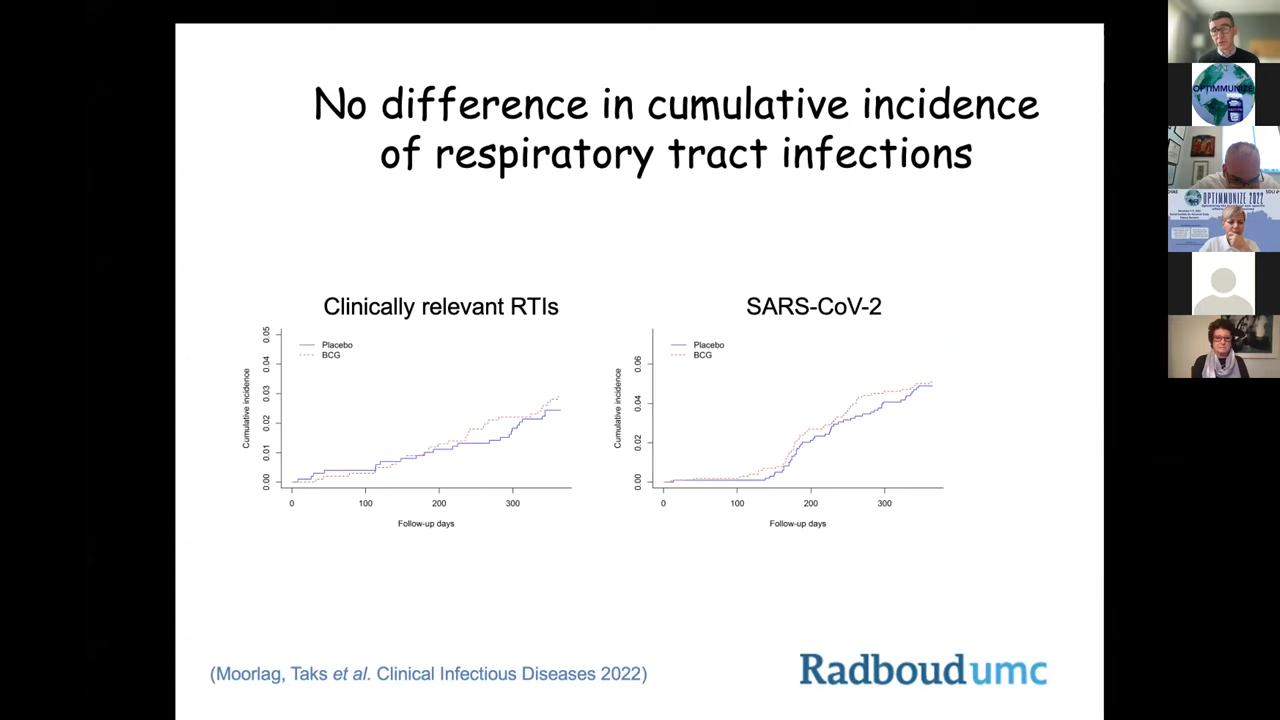 No difference in cumulative incidence
of respiratory tract infections
Clinically relevant RTIs
Placebo
BCG
Cumulative incidence
0.05
0.04
0.03
0.02
0.01
0.00
0
100
200
300
Follow-up days
SARS-CoV-2
Placebo
BCG
Cumulative incidence
0.06
0.04
0.02
0.00
0
100
200
300
Follow-up days
(Moorlag, Taks et al. Clinical Infectious Diseases 2022)
Radboudumc
OPTIMMUNIZE
OPTIMMUNIZE 2022